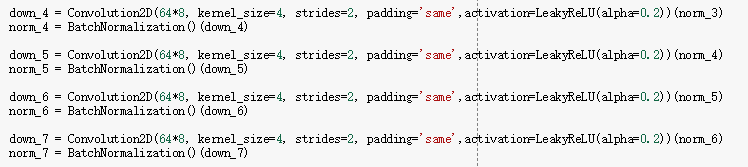 down_4 = Convolution2D(64*8, kernel_size=4, strides=2, padding='same',activation=LeakyReLU(alpha=0.2))(norm_3)
norm_4 = BatchNormalization()(down_4)
down_5 = Convolution2D(64*8, kernel_size=4, strides=2, padding='same',activation=LeakyReLU(alpha=0.2))(norm_4)
norm_5 = BatchNormalization()(down_5)
down_6 = Convolution2D(64*8, kernel_size=4, strides=2, padding='same',activation=LeakyReLU(alpha=0.2))(norm_5)
norm_6 = BatchNormalization()(down_6)
down_7 = Convolution2D(64*8, kernel_size=4, strides=2, padding='same',activation=LeakyReLU(alpha=0.2))(norm_6)
norm_7 = BatchNormalization()(down_7)